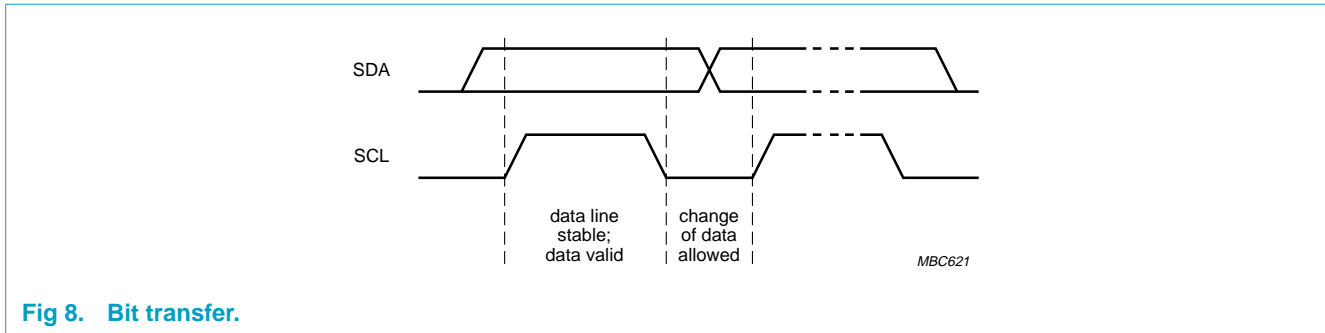 SDA
SCL
data line
stable;
data valid
change
of data
allowed
MBC621
Fig 8. Bit transfer.